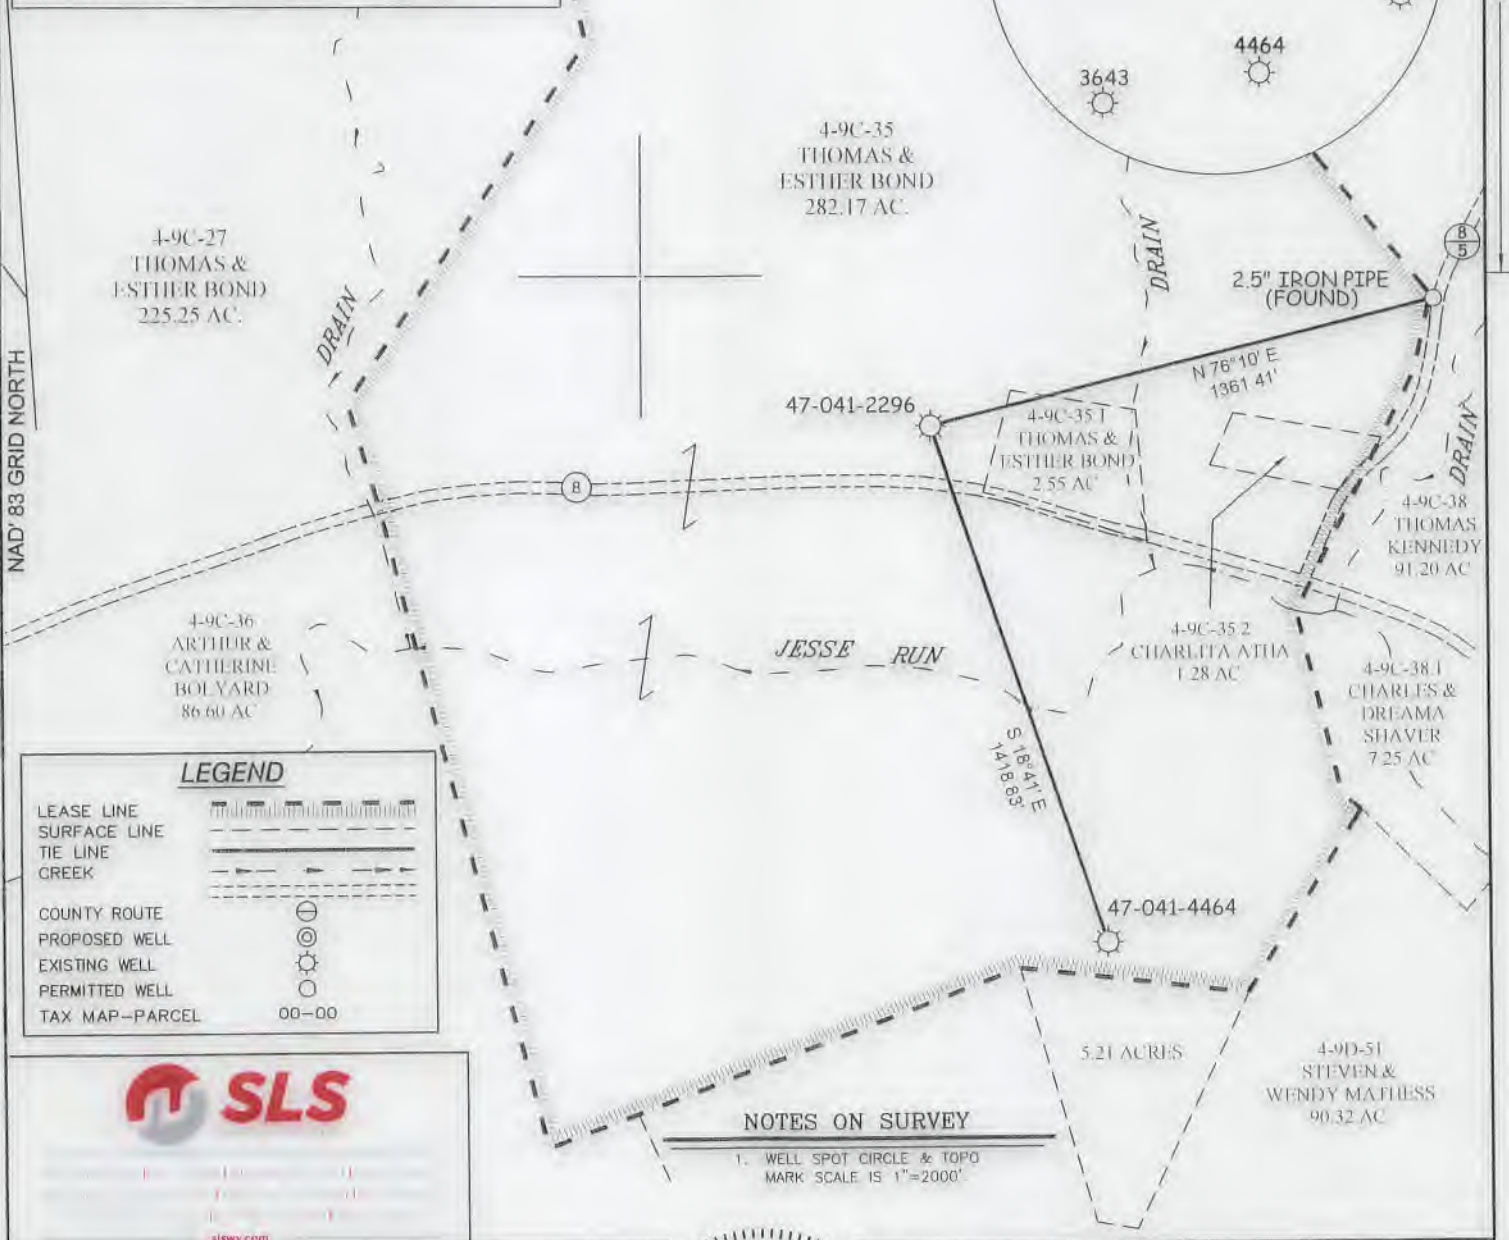 4464
3643
4-9C-35
THOMAS &
ESTHER BOND
282.17 AC.
4-9C-27
THOMAS &
ESTHER BOND
225.25 AC.
DRAIN
DRAIN
8
5
2.5" IRON PIPE
(FOUND)
N 76°10' E
1361.41'
NAD'83 GRID NORTH
47-041-2296
4-9C-35.1
THOMAS &
ESTHER BOND
2.55 AC
DRAIN
8
4-9C-38
THOMAS
KENNEDY
91.20 AC
4-9C-36
ARTHUR &
CATHERINE
BOLYARD
86.60 AC
JESSE RUN
4-9C-35.2
CHARLITA ATHA
1.28 AC
4-9C-38.1
CHARLES &
DREAMA
SHAVER
7.25 AC
S 18°41' E
1418.83'
LEGEND
LEASE LINE
SURFACE LINE
TIE LINE
CREEK
COUNTY ROUTE
PROPOSED WELL
EXISTING WELL
PERMITTED WELL
TAX MAP-PARCEL 00-00
47-041-4464
5.21 ACRES
4-9D-51
STEVEN &
WENDY MATHESS
90.32 AC
SLS
slswv.com
NOTES ON SURVEY
1. WELL SPOT CIRCLE & TOPO
MARK SCALE IS 1"=2000'